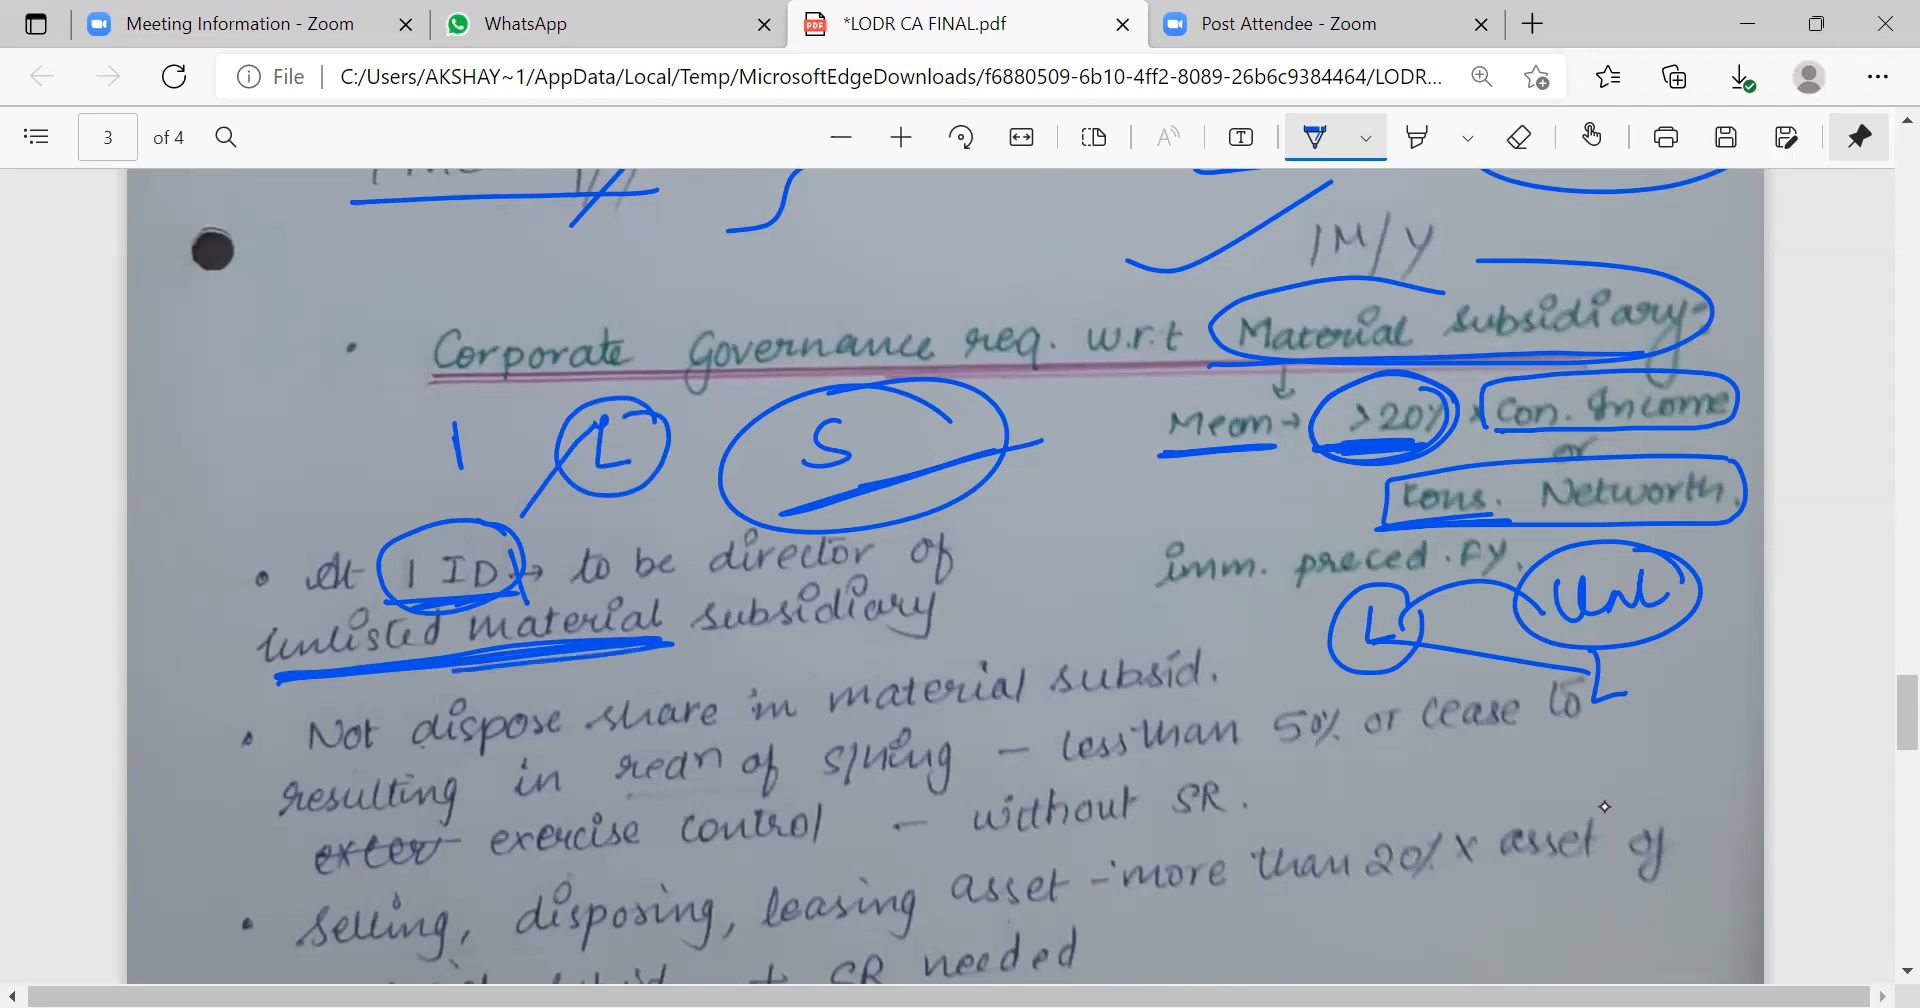 Meeting Information - Zoom
WhatsApp
*LODR CA FINAL.pdf
Post Attendee - Zoom
File
C:/Users/AKSHAY~1/AppData/Local/Temp/MicrosoftEdgeDownloads/f6880509-6b10-4ff2-8089-26b6c9384464/LODR...
3 of 4
1M/Y
• Corporate Governance req. w.r.t Material subsidiary-
1 L S
Mean → >20% x Con. Income
or
Cons. Networth.
imm. preced. FY.
L Unl
L
• At 1 ID → to be director of
unlisted material subsidiary
• Not dispose share in material subsid.
resulting in redn of s/hing - less than 50% or cease to
exter exercise control - without SR.
• Selling, disposing, leasing asset - more than 20% x asset of
SR needed